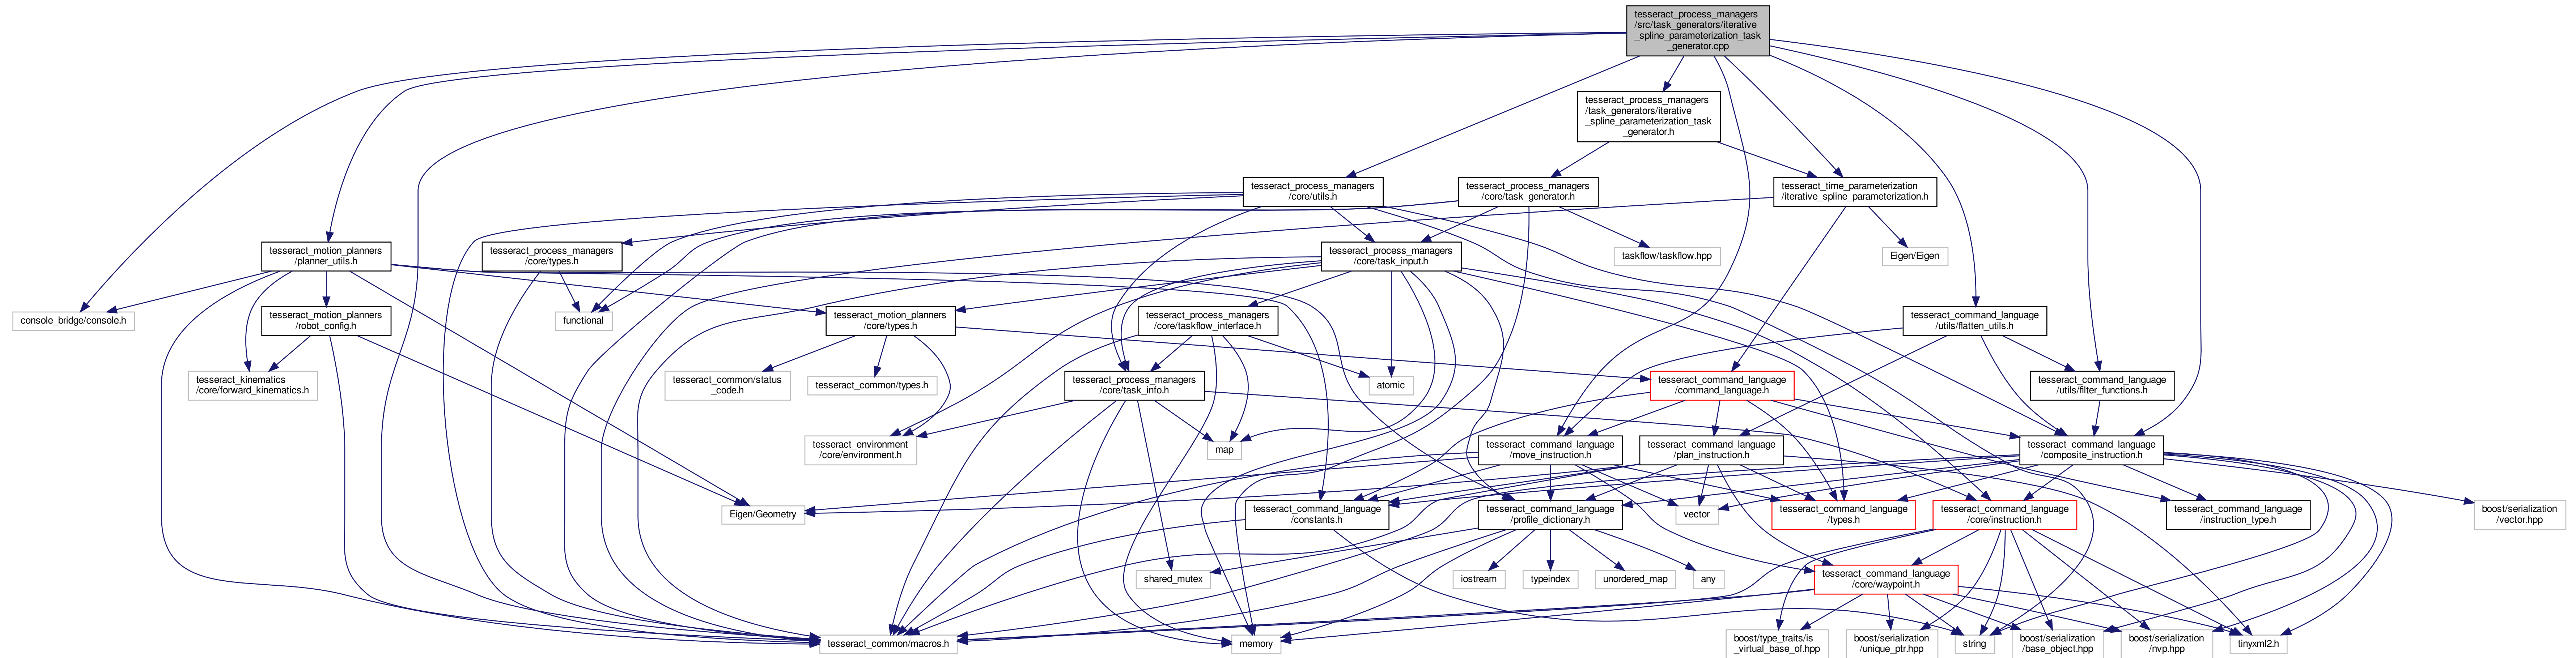 tesseract_process_managers
/src/task_generators/iterative
_spline_parameterization_task
_generator.cpp
tesseract_process_managers
/task_generators/iterative
_spline_parameterization_task
_generator.h
tesseract_process_managers
/core/utils.h
tesseract_process_managers
/core/task_generator.h
tesseract_time_parameterization
/iterative_spline_parameterization.h
tesseract_motion_planners
/planner_utils.h
tesseract_process_managers
/core/types.h
tesseract_process_managers
/core/task_input.h
taskflow/taskflow.hpp
Eigen/Eigen
console_bridge/console.h
tesseract_motion_planners
/robot_config.h
functional
tesseract_motion_planners
/core/types.h
tesseract_process_managers
/core/taskflow_interface.h
tesseract_command_language
/utils/flatten_utils.h
tesseract_kinematics
/core/forward_kinematics.h
tesseract_common/status
_code.h
tesseract_common/types.h
tesseract_process_managers
/core/task_info.h
atomic
tesseract_command_language
/command_language.h
tesseract_command_language
/utils/filter_functions.h
tesseract_environment
/core/environment.h
map
tesseract_command_language
/move_instruction.h
tesseract_command_language
/plan_instruction.h
tesseract_command_language
/composite_instruction.h
Eigen/Geometry
tesseract_command_language
/constants.h
tesseract_command_language
/profile_dictionary.h
vector
tesseract_command_language
/types.h
tesseract_command_language
/core/instruction.h
tesseract_command_language
/instruction_type.h
boost/serialization
/vector.hpp
shared_mutex
iostream
typeindex
unordered_map
any
tesseract_command_language
/core/waypoint.h
tesseract_common/macros.h
memory
boost/type_traits/is
_virtual_base_of.hpp
boost/serialization
/unique_ptr.hpp
string
boost/serialization
/base_object.hpp
boost/serialization
/nvp.hpp
tinyxml2.h